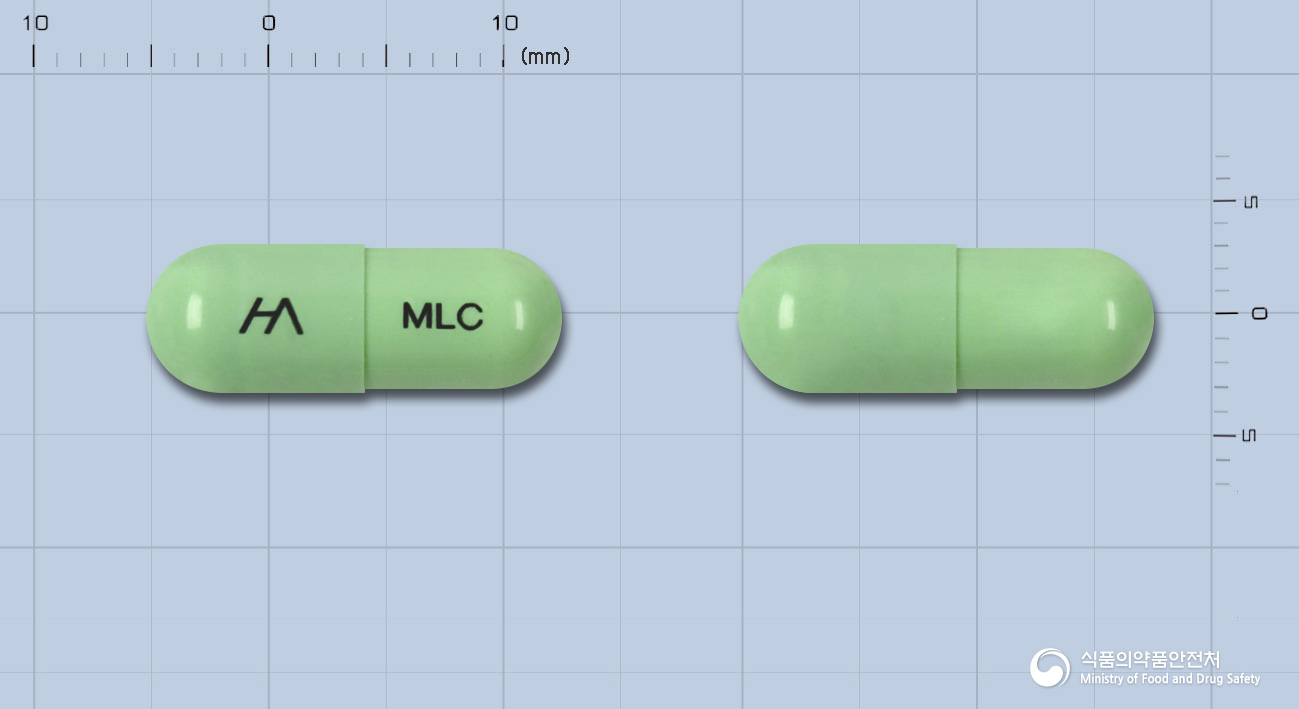 10 0 10
(mm)
HA MLC
5
0
5
식품의약품안전처
Ministry of Food and Drug Safety